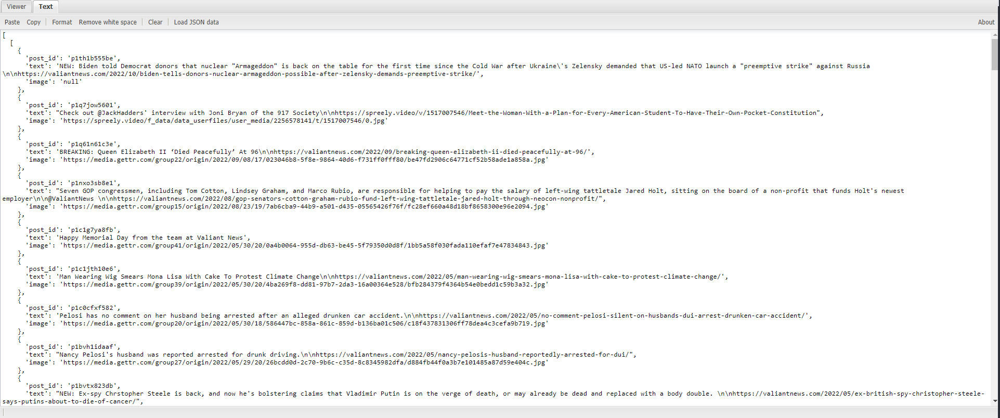 Viewer Text
Paste Copy Format Remove white space Clear Load JSON data About
[
[
{
'post_id': 'p1th1b555be',
'text': 'NEW: Biden told Democrat donors that nuclear "Armageddon" is back on the table for the first time since the Cold War after Ukraine\'s Zelensky demanded that US-led NATO launch a "preemptive strike" against Russia
\n\nhttps://valiantnews.com/2022/10/biden-tells-donors-nuclear-armageddon-possible-after-zelensky-demands-preemptive-strike/',
'image': 'null'
},
{
'post_id': 'p1q7jow5601',
'text': "Check out @JackHadders' interview with Joni Bryan of the 917 Society\n\nhttps://spreely.video/v/1517007546/Meet-the-Woman-With-a-Plan-for-Every-American-Student-To-Have-Their-Own-Pocket-Constitution",
'image': 'https://spreely.video/f_data/data_userfiles/user_media/2256578141/t/1517007546/0.jpg'
},
{
'post_id': 'p1q61n61c3e',
'text': 'BREAKING: Queen Elizabeth II ‘Died Peacefully’ At 96\n\nhttps://valiantnews.com/2022/09/breaking-queen-elizabeth-ii-died-peacefully-at-96/',
'image': 'https://media.gettr.com/group22/origin/2022/09/08/17/023046b8-5f8e-9864-40d6-f731ff0fff80/be47fd2906c64771cf52b58ade1a858a.jpg'
},
{
'post_id': 'p1nxo3sb8e1',
'text': "Seven GOP congressmen, including Tom Cotton, Lindsey Graham, and Marco Rubio, are responsible for helping to pay the salary of left-wing tattletale Jared Holt, sitting on the board of a non-profit that funds Holt's newest
employer\n\n@ValiantNews \n\nhttps://valiantnews.com/2022/08/gop-senators-cotton-graham-rubio-fund-left-wing-tattletale-jared-holt-through-neocon-nonprofit/",
'image': 'https://media.gettr.com/group15/origin/2022/08/23/19/7ab6cba9-44b9-a501-d435-05565426f76f/fc28ef660a48d18bf8658300e96e2094.jpg'
},
{
'post_id': 'p1c1g7ya8fb',
'text': 'Happy Memorial Day from the team at Valiant News',
'image': 'https://media.gettr.com/group41/origin/2022/05/30/20/0a4b0064-955d-db63-be45-5f79350d0d8f/1bb5a58f030fada110efaf7e47834843.jpg'
},
{
'post_id': 'p1c1jth10e6',
'text': 'Man Wearing Wig Smears Mona Lisa With Cake To Protest Climate Change\n\nhttps://valiantnews.com/2022/05/man-wearing-wig-smears-mona-lisa-with-cake-to-protest-climate-change/',
'image': 'https://media.gettr.com/group39/origin/2022/05/30/20/4ba269f8-dd81-97b7-2da3-16a00364e528/bfb284379f4364b54e0bedd1c59b3a32.jpg'
},
{
'post_id': 'p1c0cfxf582',
'text': 'Pelosi has no comment on her husband being arrested after an alleged drunken car accident.\n\nhttps://valiantnews.com/2022/05/no-comment-pelosi-silent-on-husbands-dui-arrest-drunken-car-accident/',
'image': 'https://media.gettr.com/group20/origin/2022/05/30/18/586447bc-858a-861c-859d-b136ba01c506/c18f437831306ff78dea4c3cefa9b719.jpg'
},
{
'post_id': 'p1bvh1idaaf',
'text': "Nancy Pelosi's husband was reported arrested for drunk driving.\n\nhttps://valiantnews.com/2022/05/nancy-pelosis-husband-reportedly-arrested-for-dui/",
'image': 'https://media.gettr.com/group27/origin/2022/05/29/20/26bcdd0d-2c70-9b6c-c35d-8c8345982dfa/d884fb44f0a3b7e101485a87d59e404c.jpg'
},
{
'post_id': 'p1bvtx823db',
'text': "NEW: Ex-spy Chrstopher Steele is back, and now he's bolstering claims that Vladimir Putin is on the verge of death, or may already be dead and replaced with a body double. \n\nhttps://valiantnews.com/2022/05/ex-british-spy-christopher-steele-
says-putins-about-to-die-of-cancer/",